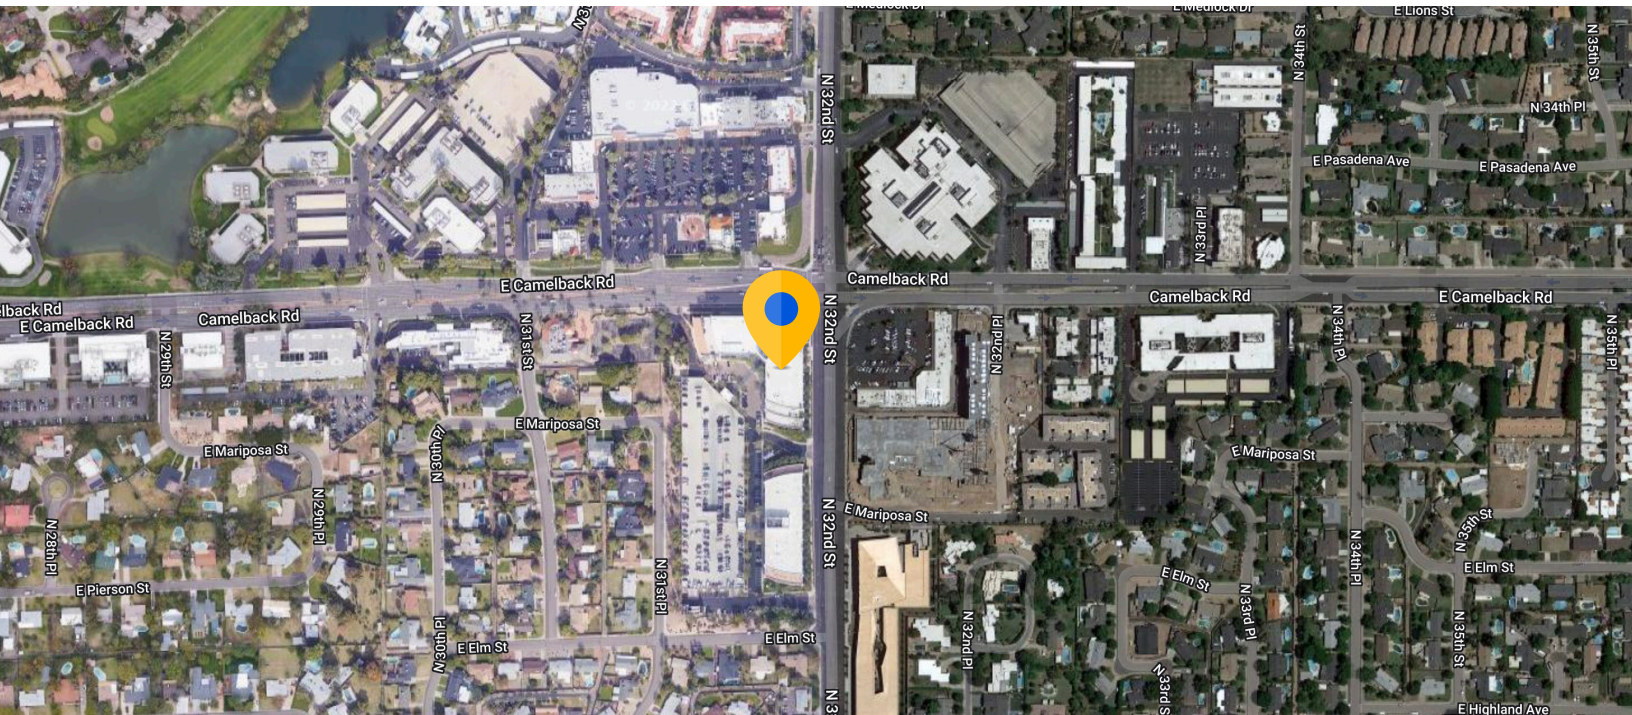 E Medlock Dr
E Medlock Dr
E Lions St
N 34th St
N 35th St
N 32nd St
© 2022
N 34th Pl
E Pasadena Ave
E Pasadena Ave
N 33rd Pl
E Camelback Rd
Camelback Rd
Camelback Rd
E Camelback Rd
E Camelback Rd
Camelback Rd
N 29th St
N 31st St
N 32nd St
N 32nd Pl
N 34th Pl
N 35th Pl
E Mariposa St
E Mariposa St
E Mariposa St
N 30th Pl
N 29th Pl
N 28th Pl
N 32nd St
E Mariposa St
N 35th St
N 34th Pl
E Elm St
E Elm St
E Pierson St
N 31st Pl
N 33rd Pl
N 32nd Pl
N 35th St
N 30th Pl
E Elm St
E Elm St
N 33rd S
E Highland Ave